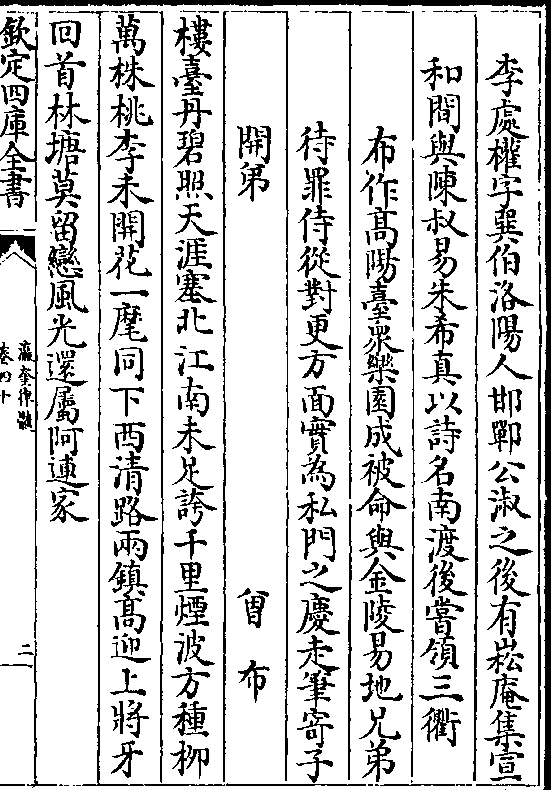 李處權字巽伯洛陽人邯鄲公淑之後有崧庵集宣
和間與陳叔易朱希真以詩名南渡後嘗領三衢
布作高陽臺眾樂園成被命與金陵易地兄弟
待罪侍從對更方面實為私門之慶走筆寄子
開弟 曾布
樓臺丹碧照天涯塞北江南未足誇千里煙波方種柳
萬株桃李未開花一麾同下西清路兩鎮高迎上將牙
回首林塘莫留戀風光還屬阿連家
欽定四庫全書
瀛奎律髓
卷四十
二